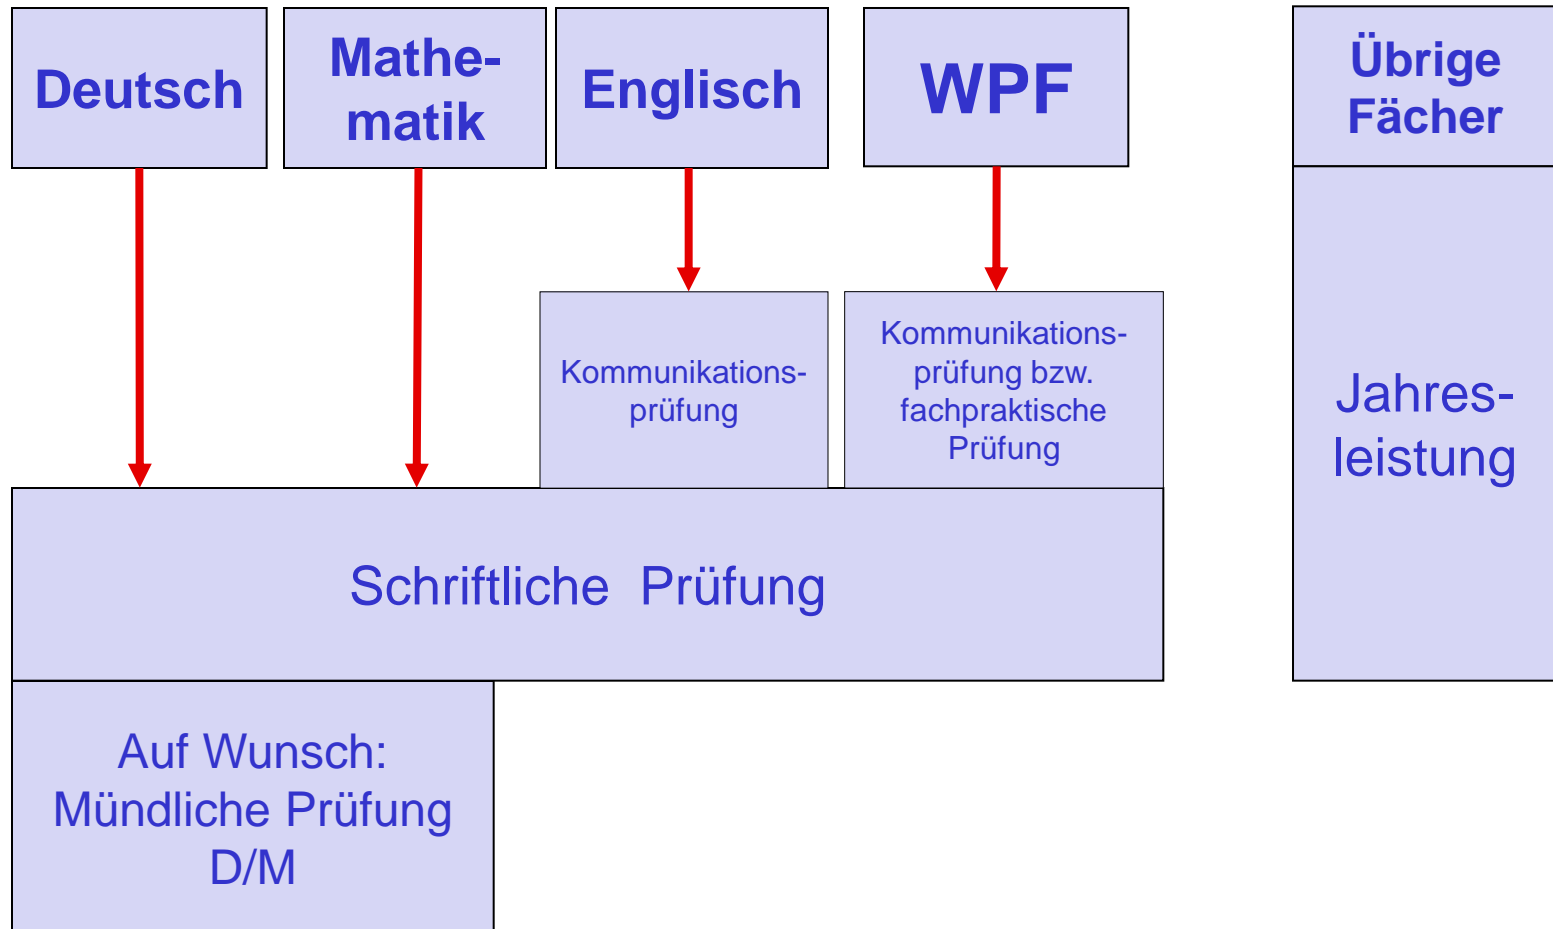 Deutsch
Mathe-
matik
Englisch
WPF
Übrige
Fächer
Kommunikations-
prüfung
Kommunikations-
prüfung bzw.
fachpraktische
Prüfung
Jahres-
leistung
Schriftliche Prüfung
Auf Wunsch:
Mündliche Prüfung
D/M